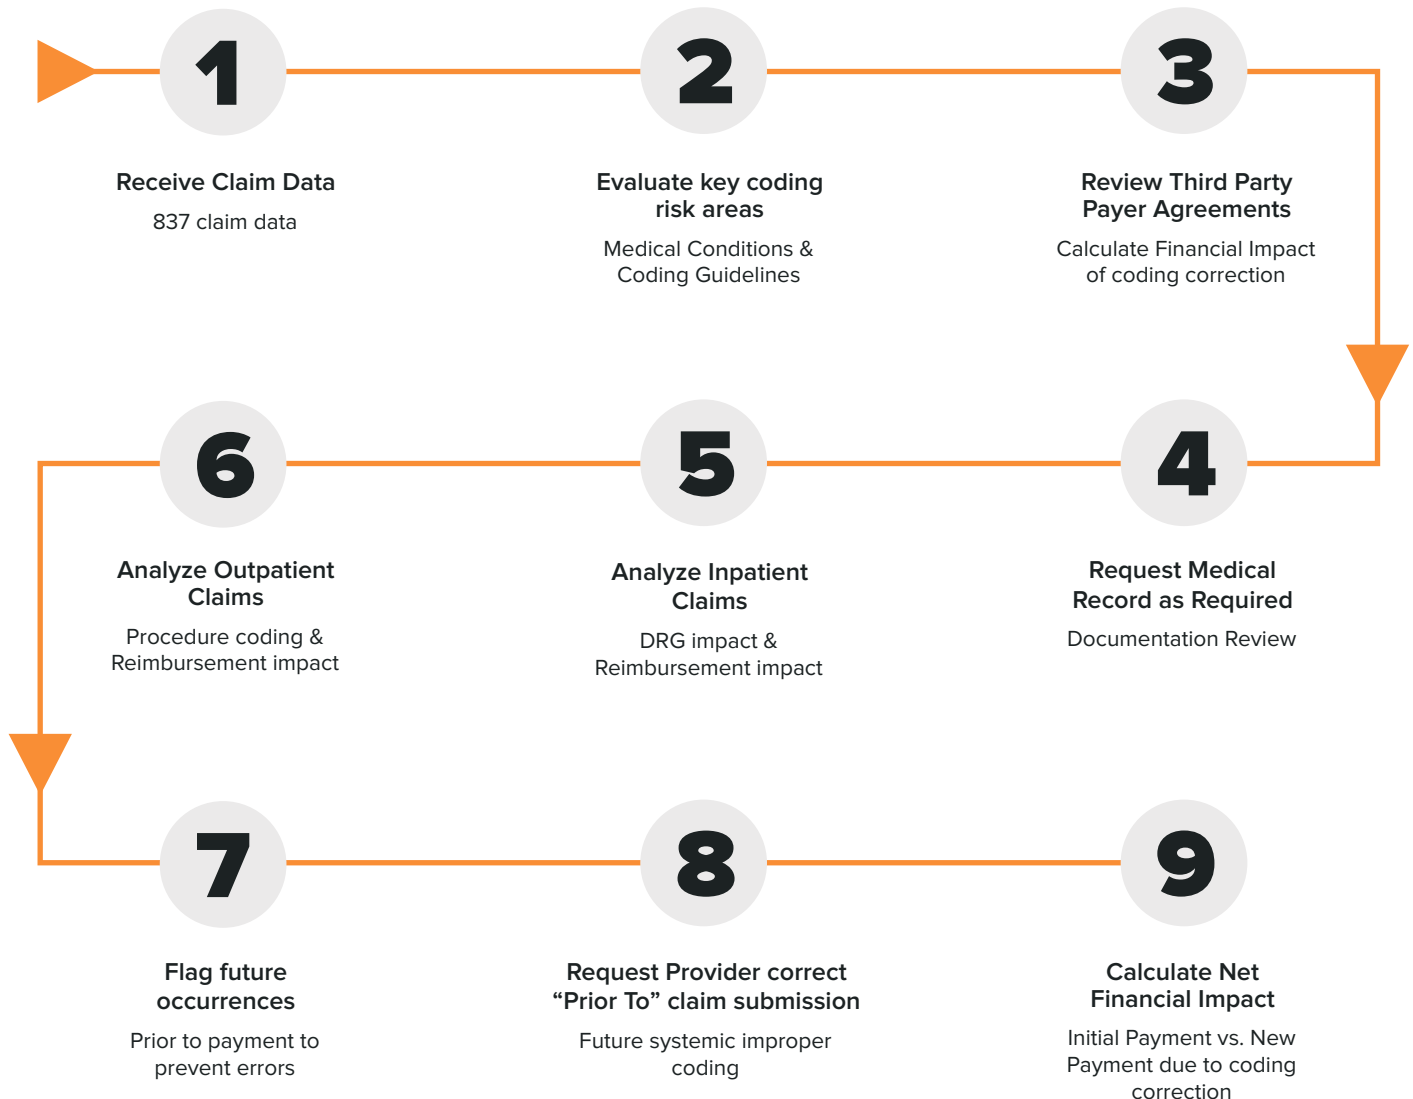 1
Receive Claim Data
837 claim data
2
Evaluate key coding
risk areas
Medical Conditions &
Coding Guidelines
3
Review Third Party
Payer Agreements
Calculate Financial Impact
of coding correction
4
Request Medical
Record as Required
Documentation Review
5
Analyze Inpatient
Claims
DRG impact &
Reimbursement impact
6
Analyze Outpatient
Claims
Procedure coding &
Reimbursement impact
7
Flag future
occurrences
Prior to payment to
prevent errors
8
Request Provider correct
“Prior To” claim submission
Future systemic improper
coding
9
Calculate Net
Financial Impact
Initial Payment vs. New
Payment due to coding
correction